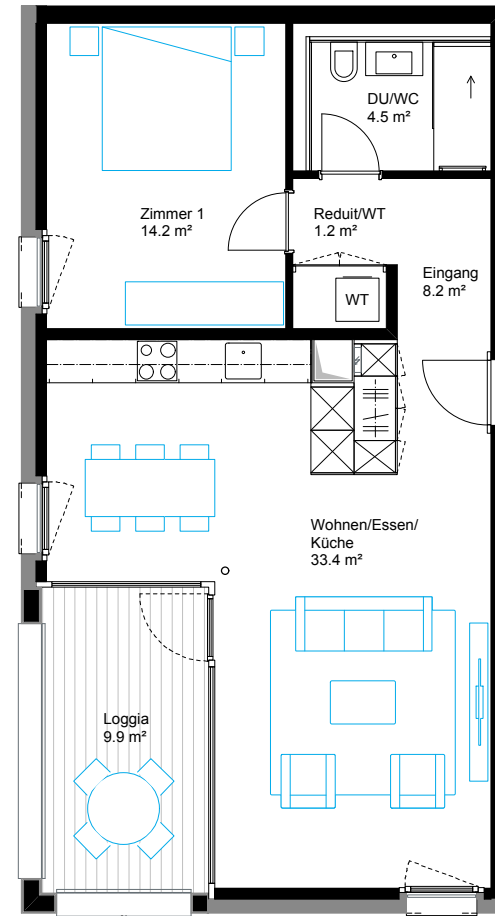 DU/WC
4.5 m²
Zimmer 1
14.2 m²
Reduit/WT
1.2 m²
Eingang
8.2 m²
WT
Wohnen/Essen/
Küche
33.4 m²
Loggia
9.9 m²